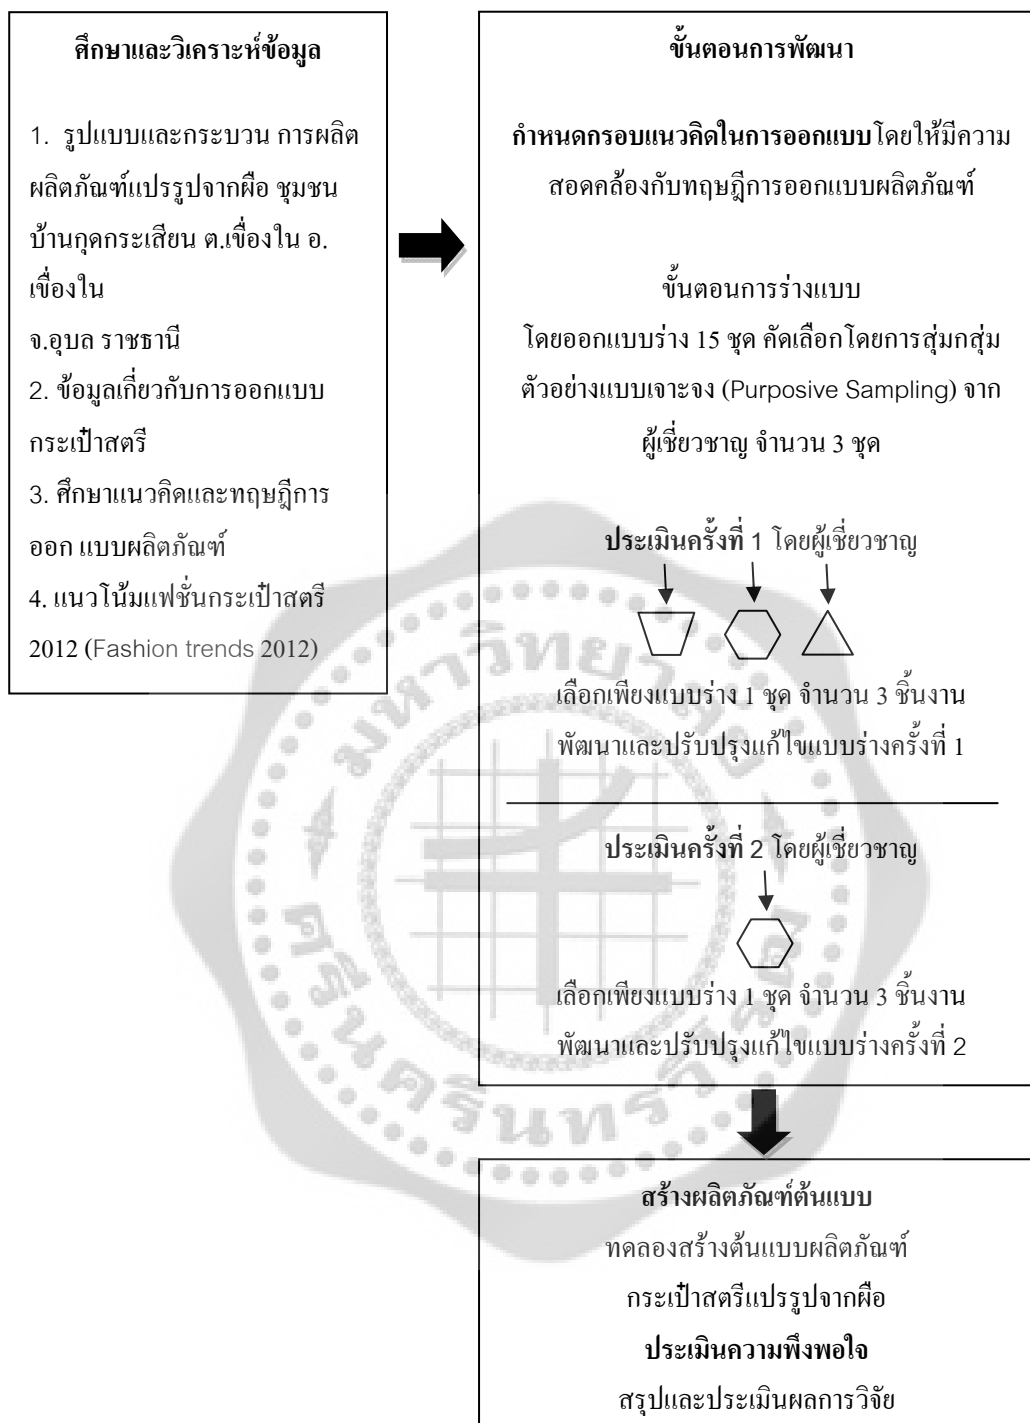 ศึกษาและวิเคราะห์ข้อมูล
1. รูปแบบและกระบวน การผลิต
ผลิตภัณฑ์แปรรูปจากผือ ชุมชน
บ้านกุดกระเสียน ต.เขื่องใน อ.
เขื่องใน
จ.อุบล ราชธานี
2. ข้อมูลเกี่ยวกับการออกแบบ
กระเป๋าสตรี
3. ศึกษาแนวคิดและทฤษฎีการ
ออก แบบผลิตภัณฑ์
4. แนวโน้มแฟชั่นกระเป๋าสตรี
2012 (Fashion trends 2012)
ขั้นตอนการพัฒนา
กำหนดกรอบแนวคิดในการออกแบบโดยให้มีความ
สอดคล้องกับทฤษฎีการออกแบบผลิตภัณฑ์
ขั้นตอนการร่างแบบ
โดยออกแบบร่าง 15 ชุด คัดเลือกโดยการสุ่มกสุ่ม
ตัวอย่างแบบเจาะจง (Purposive Sampling) จาก
ผู้เชี่ยวชาญ จำนวน 3 ชุด
ประเมินครั้งที่ 1 โดยผู้เชี่ยวชาญ
เลือกเพียงแบบร่าง 1 ชุด จำนวน 3 ชิ้นงาน
พัฒนาและปรับปรุงแก้ไขแบบร่างครั้งที่ 1
ประเมินครั้งที่ 2 โดยผู้เชี่ยวชาญ
เลือกเพียงแบบร่าง 1 ชุด จำนวน 3 ชิ้นงาน
พัฒนาและปรับปรุงแก้ไขแบบร่างครั้งที่ 2
สร้างผลิตภัณฑ์ต้นแบบ
ทดลองสร้างต้นแบบผลิตภัณฑ์
กระเป๋าสตรีแปรรูปจากผือ
ประเมินความพึงพอใจ
สรุปและประเมินผลการวิจัย
มหาวิทยาลัย
ศรีนครินทรวิโรฒ